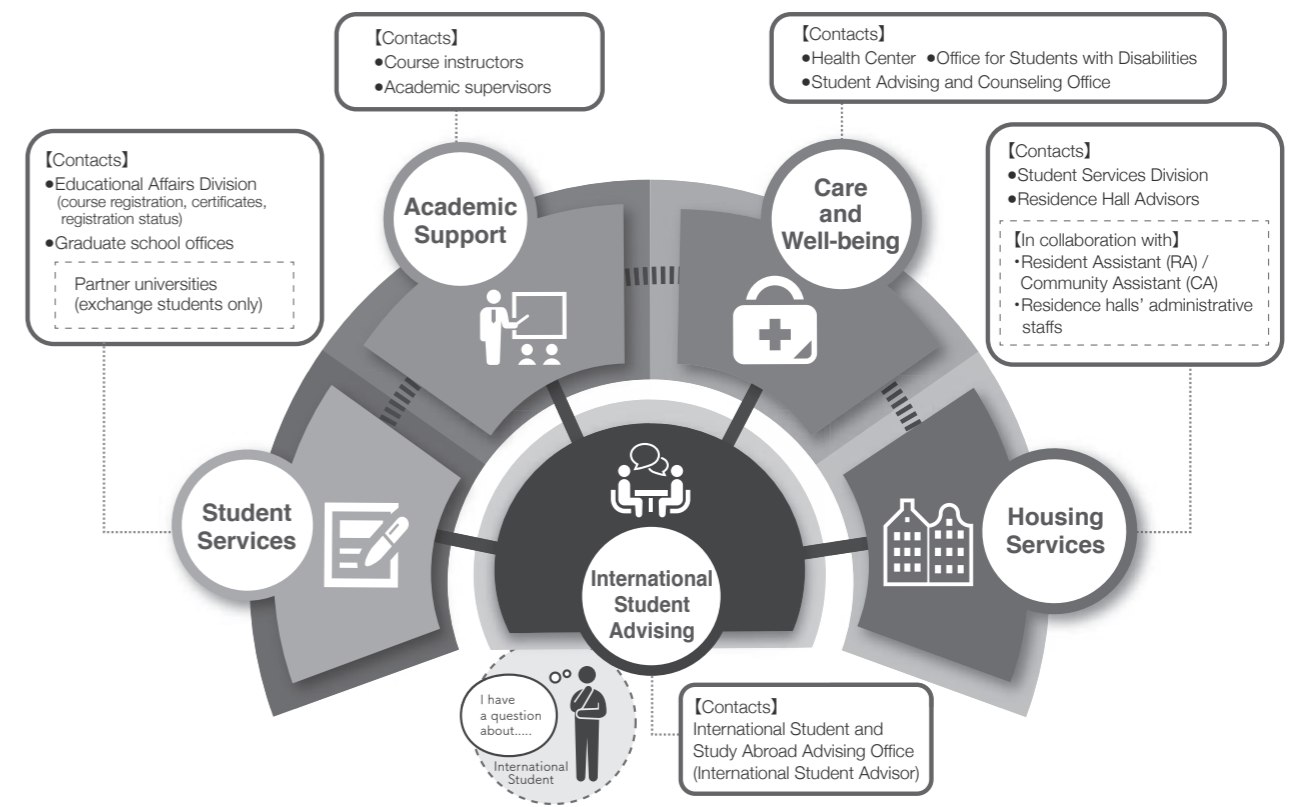 【Contacts】
●Course instructors
●Academic supervisors
【Contacts】
●Health Center ●Office for Students with Disabilities
●Student Advising and Counseling Office
【Contacts】
●Educational Affairs Division
(course registration, certificates,
registration status)
●Graduate school offices
Partner universities
(exchange students only)
【Contacts】
●Student Services Division
●Residence Hall Advisors
【In collaboration with】
・Resident Assistant (RA) /
Community Assistant (CA)
・Residence halls' administrative
staffs
Academic
Support
Care
and
Well-being
Student
Services
Housing
Services
International
Student
Advising
I have
a question
about.....
International
Student
【Contacts】
International Student and
Study Abroad Advising Office
(International Student Advisor)